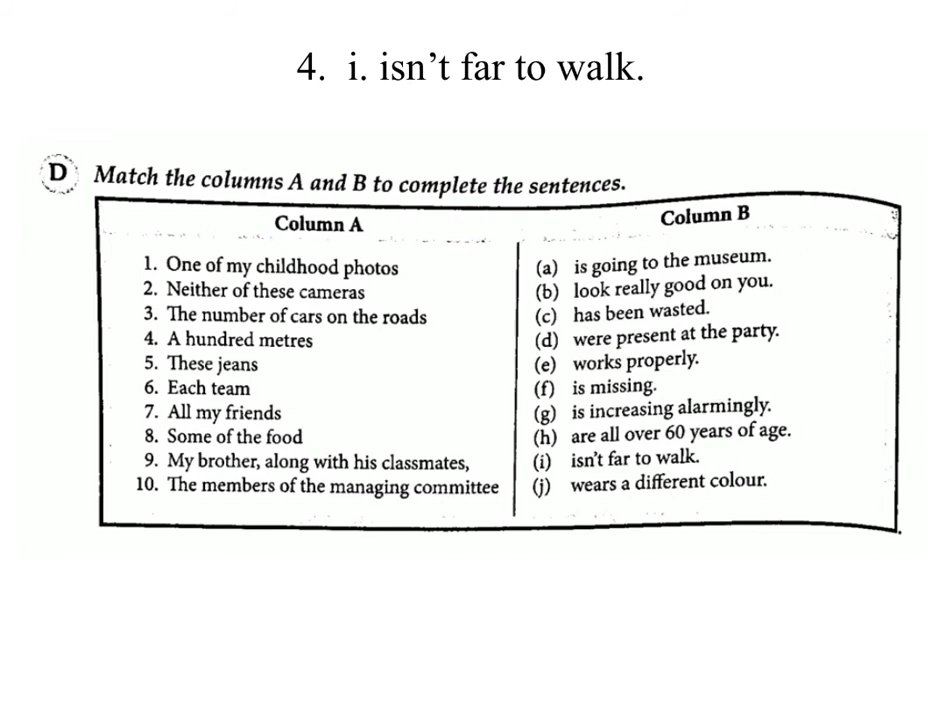 4. i. isn’t far to walk.
D Match the columns A and B to complete the sentences.
Column A
Column B
1. One of my childhood photos
2. Neither of these cameras
3. The number of cars on the roads
4. A hundred metres
5. These jeans
6. Each team
7. All my friends
8. Some of the food
9. My brother, along with his classmates,
10. The members of the managing committee
(a) is going to the museum.
(b) look really good on you.
(c) has been wasted.
(d) were present at the party.
(e) works properly.
(f) is missing.
(g) is increasing alarmingly.
(h) are all over 60 years of age.
(i) isn't far to walk.
(j) wears a different colour.